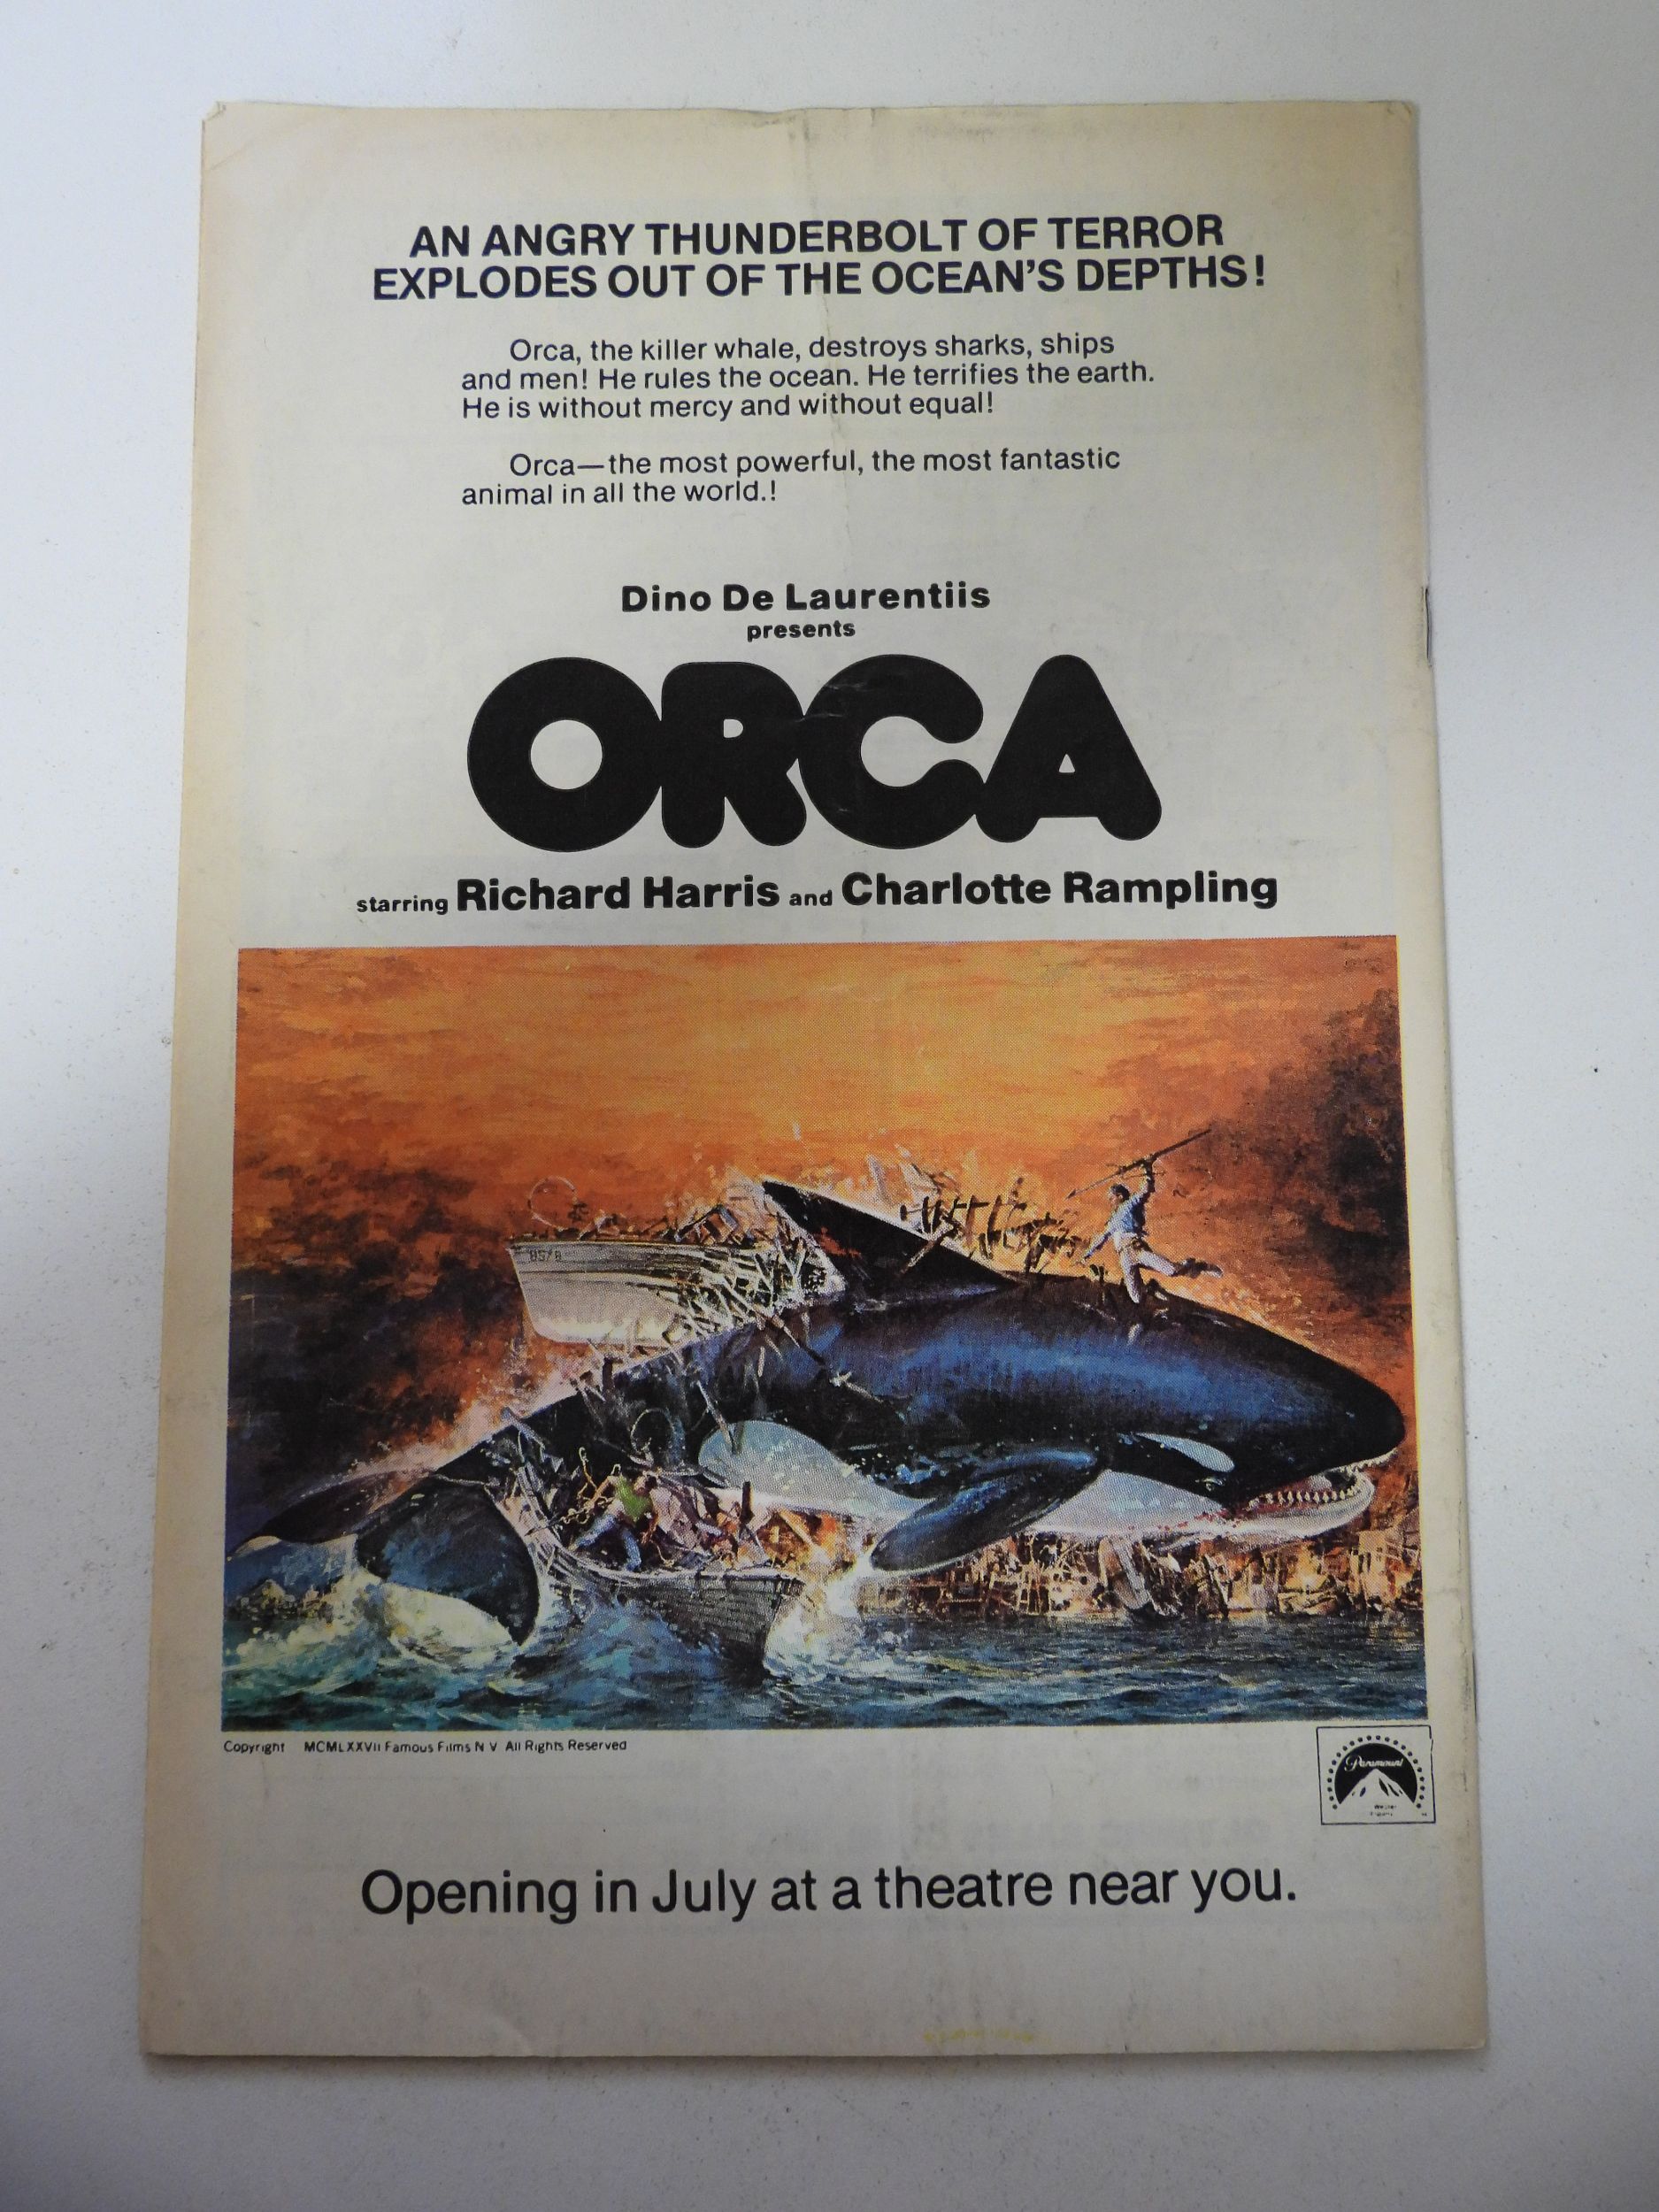 AN ANGRY THUNDERBOLT OF TERROR
EXPLODES OUT OF THE OCEAN'S DEPTHS!
Orca, the killer whale, destroys sharks, ships
and men! He rules the ocean. He terrifies the earth.
He is without mercy and without equal!
Orca—the most powerful, the most fantastic
animal in all the world.!
Dino De Laurentiis
presents
ORCA
starring Richard Harris and Charlotte Rampling
Copyright MCMLXXVII Famous Films N V All Rights Reserved
Paramount
Opening in July at a theatre near you.